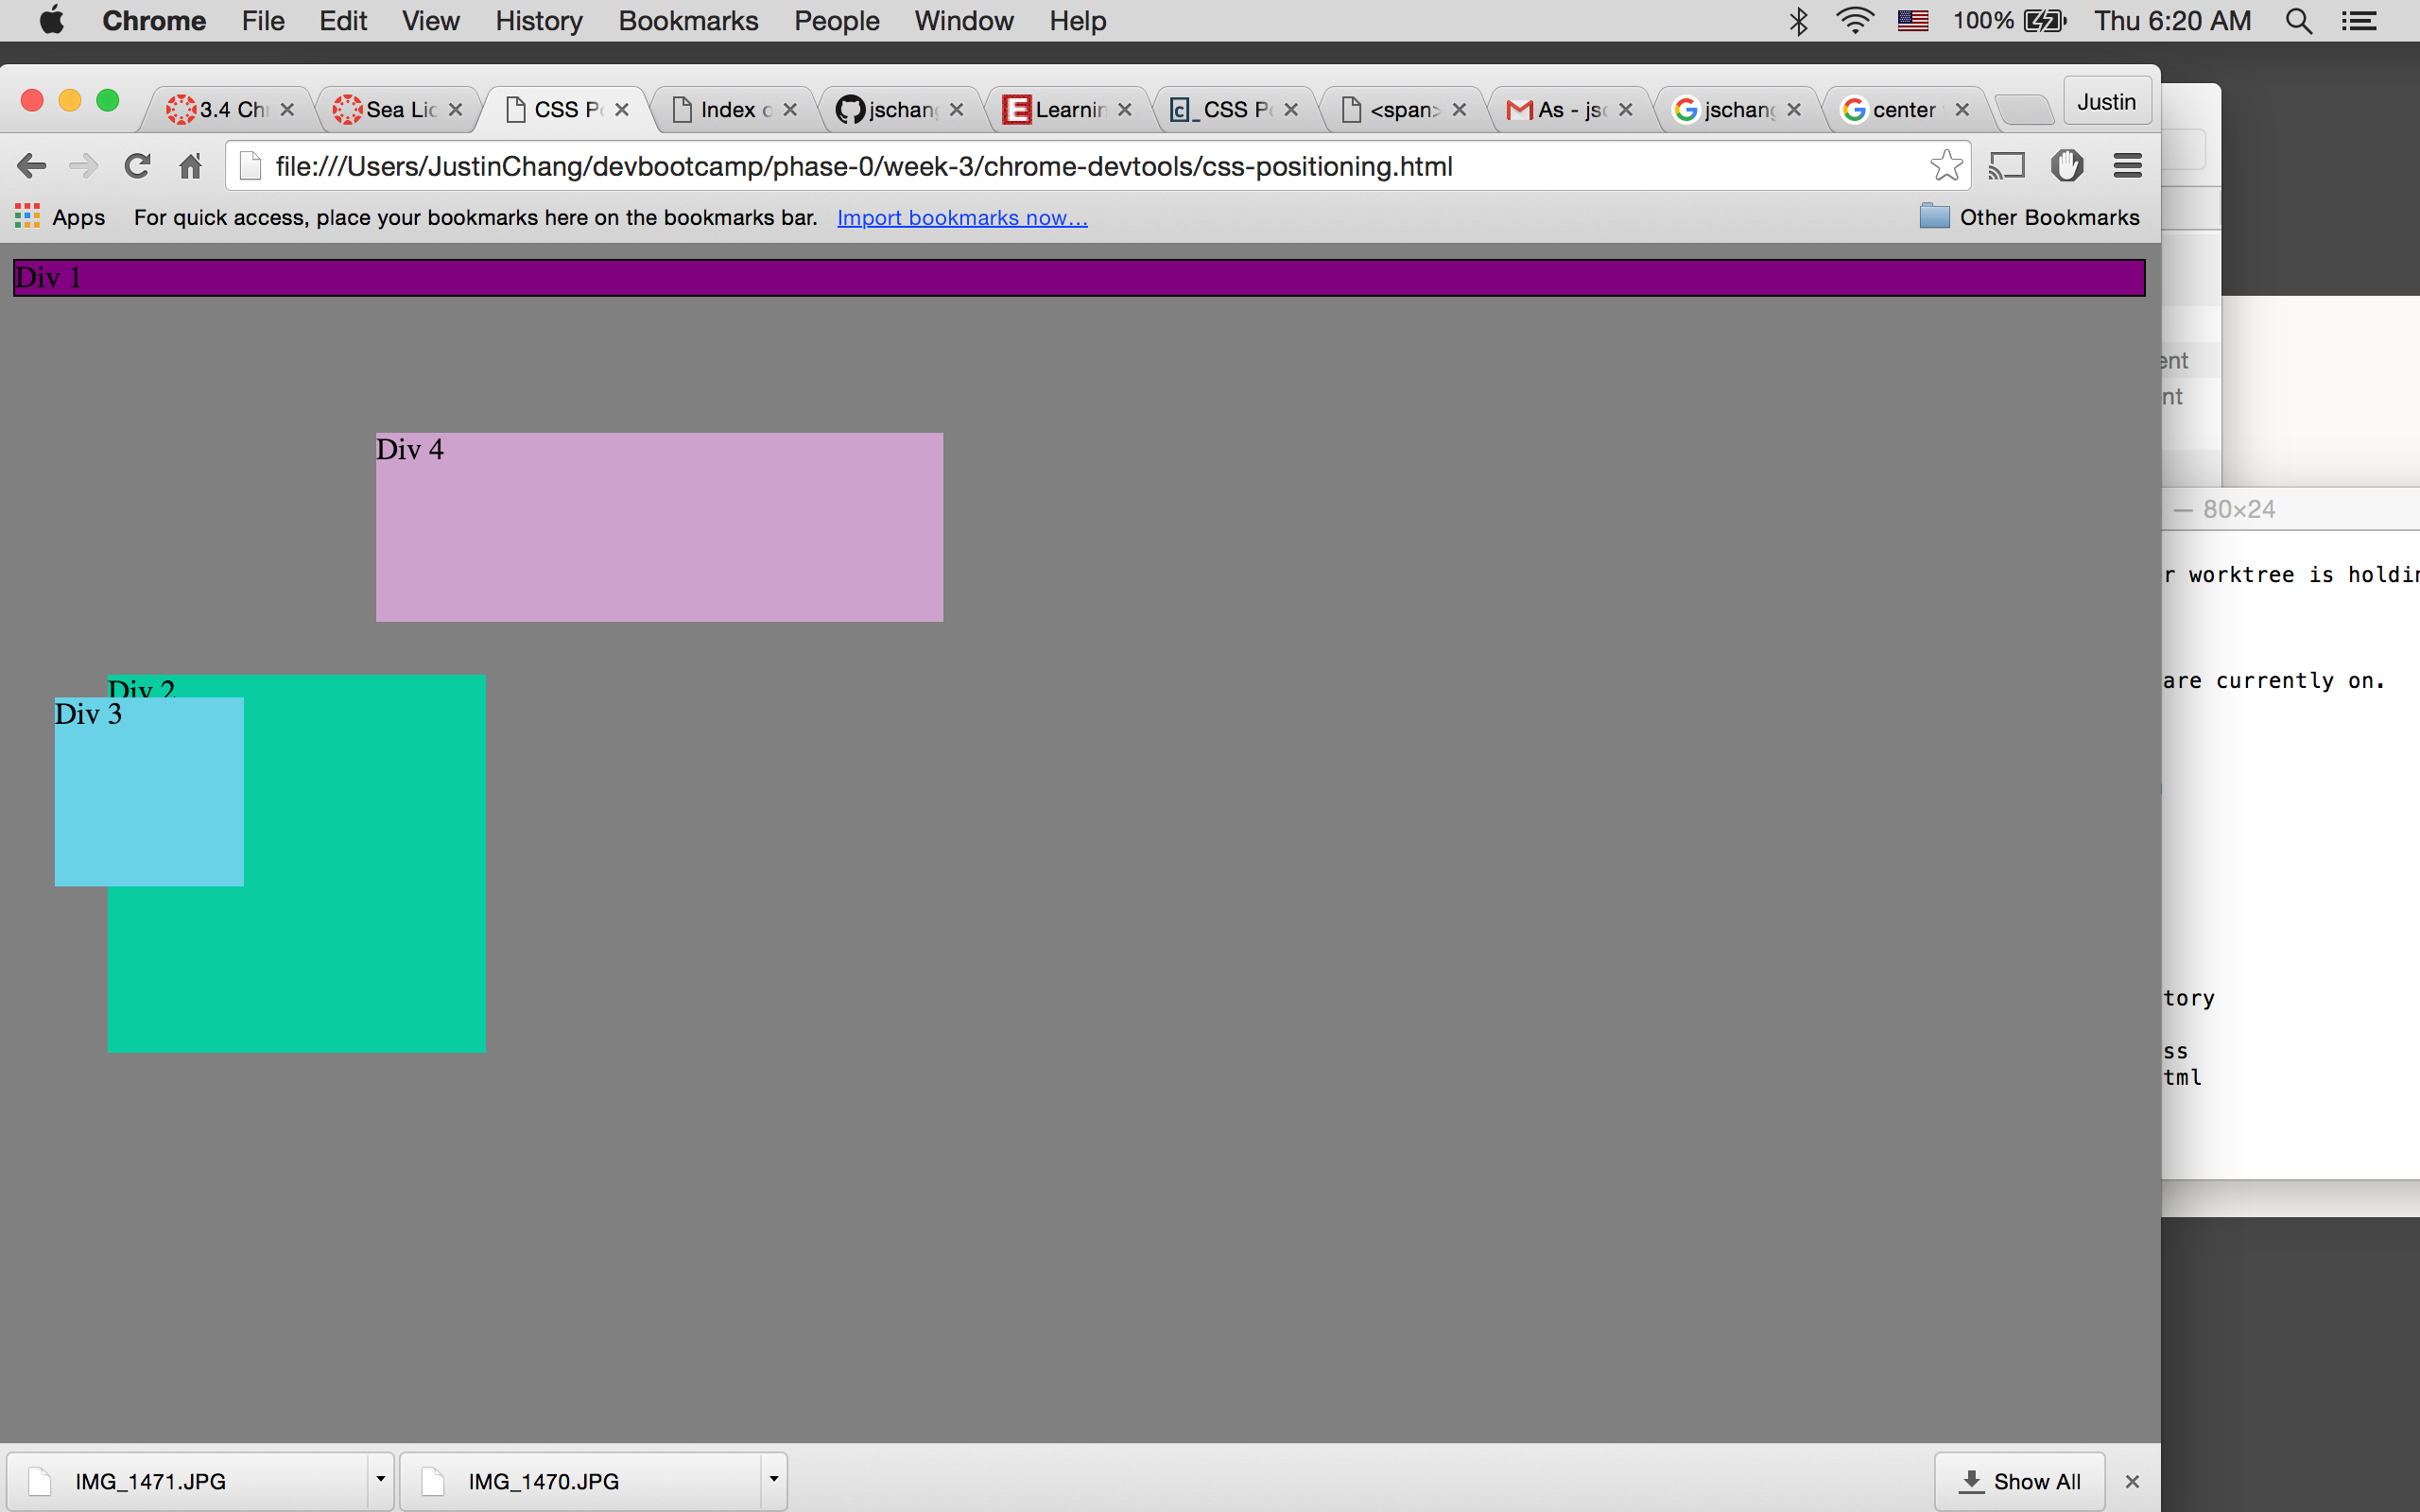 Chrome File Edit View History Bookmarks People Window Help 100% Thu 6:20 AM
3.4 Ch Sea Lic CSS P Index jschan Learnin CSS P <span> As - js jschang center Justin
file:///Users/JustinChang/devbootcamp/phase-0/week-3/chrome-devtools/css-positioning.html
Apps For quick access, place your bookmarks here on the bookmarks bar. Import bookmarks now... Other Bookmarks
Div 1
ent
nt
Div 4
— 80×24
r worktree is holdin
are currently on.
Div 2
Div 3
tory
ss
tml
IMG_1471.JPG IMG_1470.JPG Show All